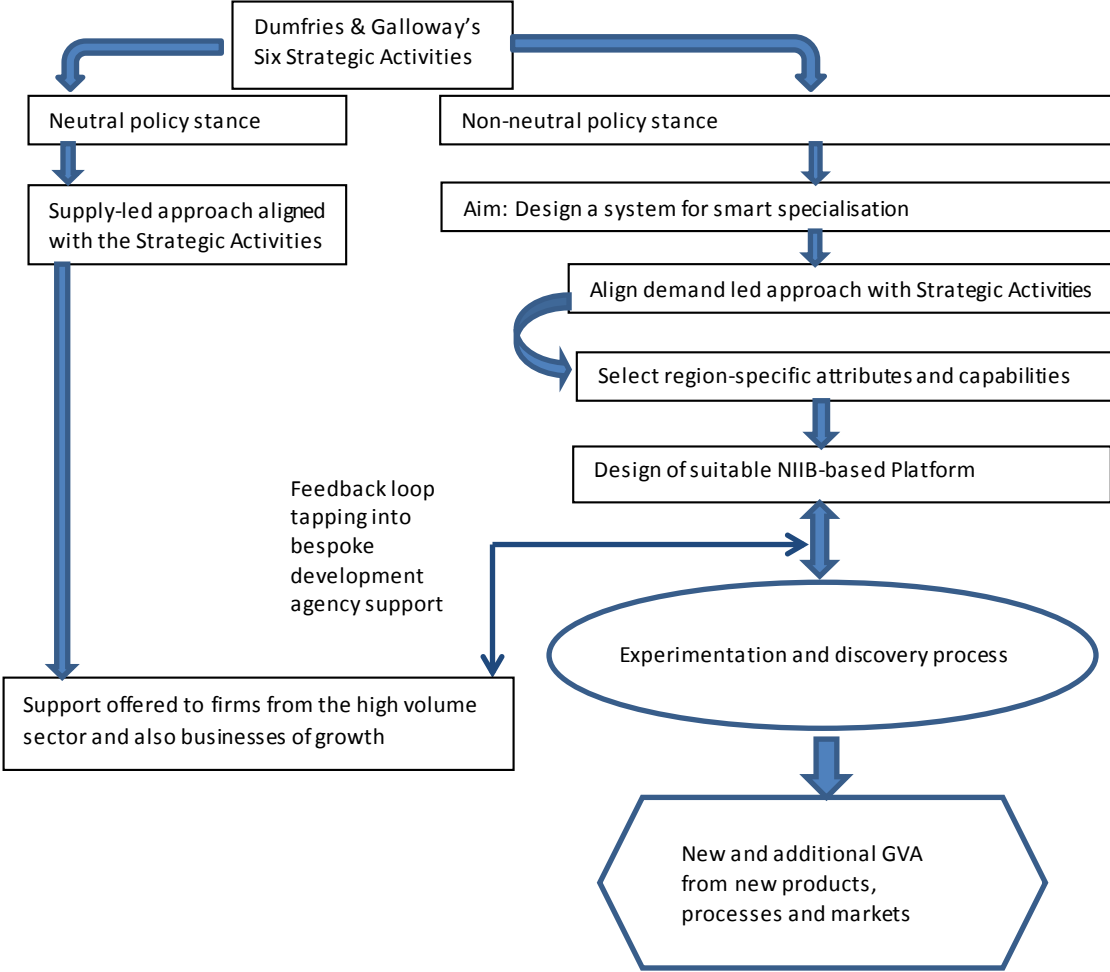 Dumfries & Galloway’s
Six Strategic Activities
Neutral policy stance
Non-neutral policy stance
Supply-led approach aligned
with the Strategic Activities
Aim: Design a system for smart specialisation
Align demand led approach with Strategic Activities
Select region-specific attributes and capabilities
Design of suitable NIIB-based Platform
Feedback loop
tapping into
bespoke
development
agency support
Experimentation and discovery process
Support offered to firms from the high volume
sector and also businesses of growth
New and additional GVA
from new products,
processes and markets